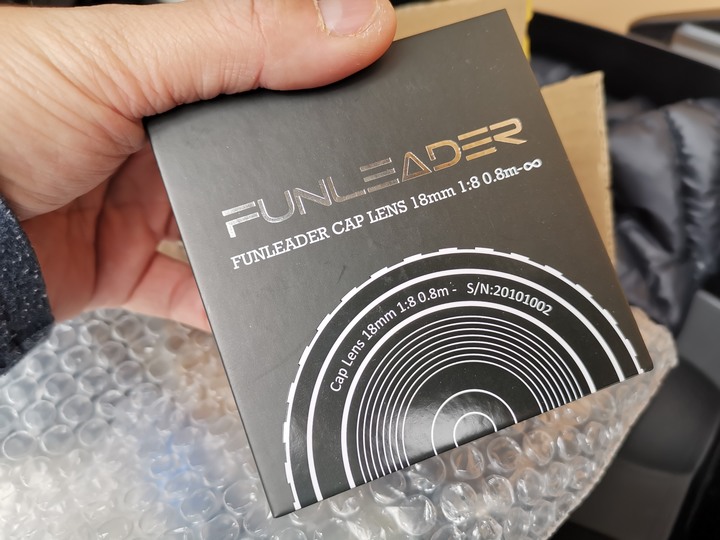 FUNLEADER
FUNLEADER CAP LENS 18mm 1:8 0.8m-∞
Cap Lens 18mm 1:8 0.8m - S/N:20101002